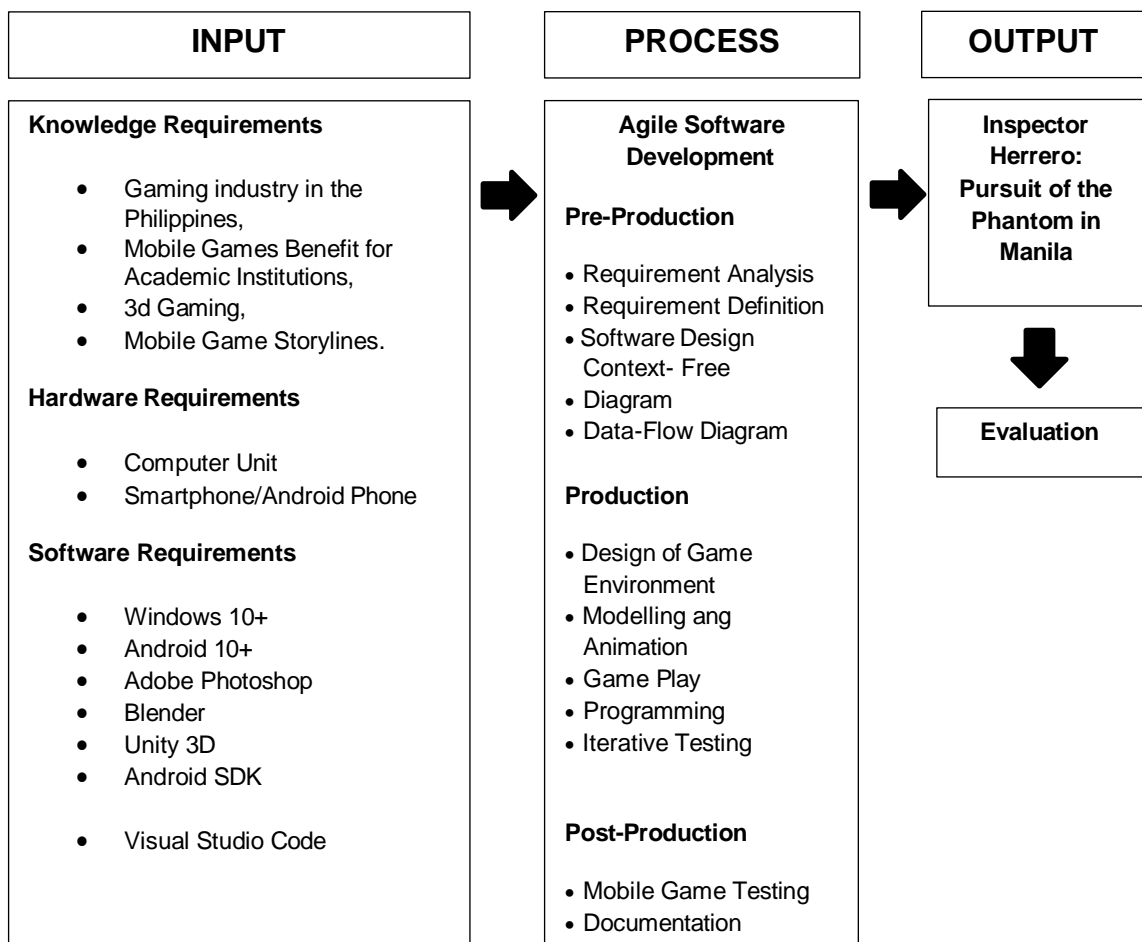 INPUT
Knowledge Requirements
• Gaming industry in the
Philippines,
• Mobile Games Benefit for
Academic Institutions,
• 3d Gaming,
• Mobile Game Storylines.
Hardware Requirements
• Computer Unit
• Smartphone/Android Phone
Software Requirements
• Windows 10+
• Android 10+
• Adobe Photoshop
• Blender
• Unity 3D
• Android SDK
• Visual Studio Code
PROCESS
Agile Software
Development
Pre-Production
• Requirement Analysis
• Requirement Definition
• Software Design
Context- Free
• Diagram
• Data-Flow Diagram
Production
• Design of Game
Environment
• Modelling ang
Animation
• Game Play
• Programming
• Iterative Testing
Post-Production
• Mobile Game Testing
• Documentation
OUTPUT
Inspector
Herrero:
Pursuit of the
Phantom in
Manila
Evaluation